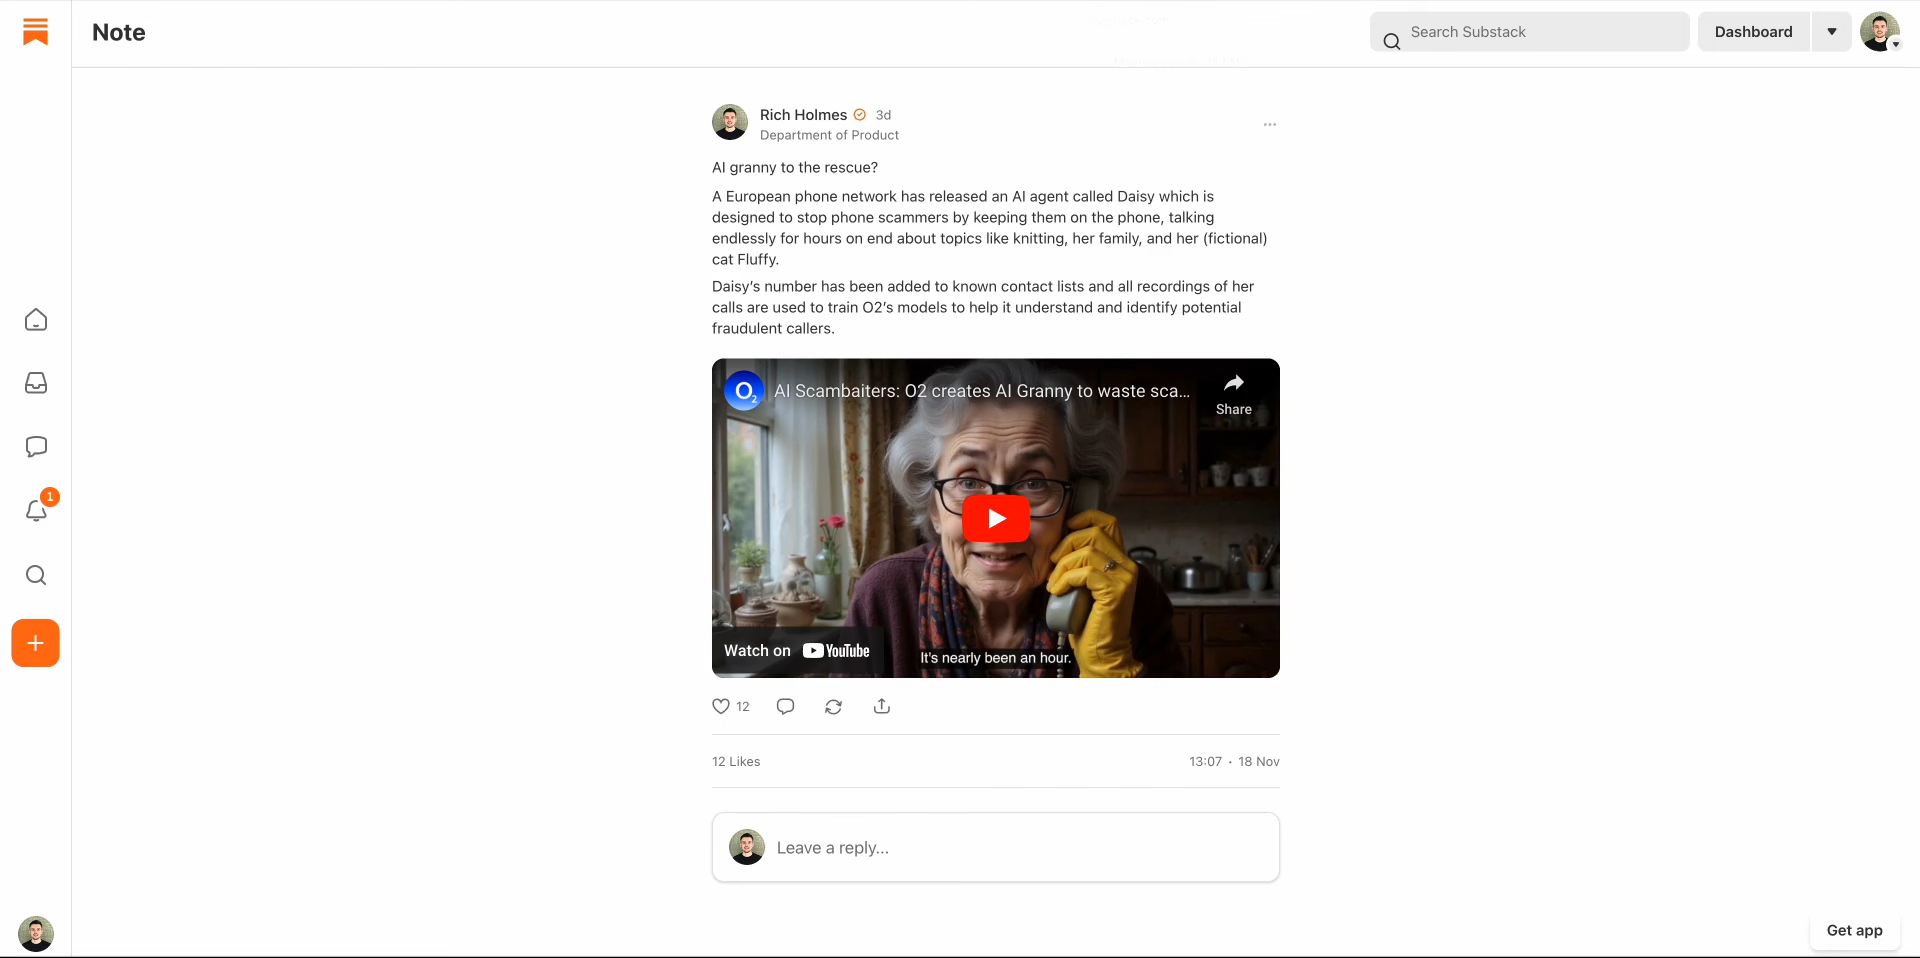 Note
Search Substack
Dashboard
Rich Holmes 3d
Department of Product
AI granny to the rescue?
A European phone network has released an AI agent called Daisy which is
designed to stop phone scammers by keeping them on the phone, talking
endlessly for hours on end about topics like knitting, her family, and her (fictional)
cat Fluffy.
Daisy’s number has been added to known contact lists and all recordings of her
calls are used to train O2’s models to help it understand and identify potential
fraudulent callers.
O2 AI Scambaiters: O2 creates AI Granny to waste sca...
Share
Watch on YouTube
It's nearly been an hour.
1
12
12 Likes
13:07 · 18 Nov
Leave a reply...
Get app